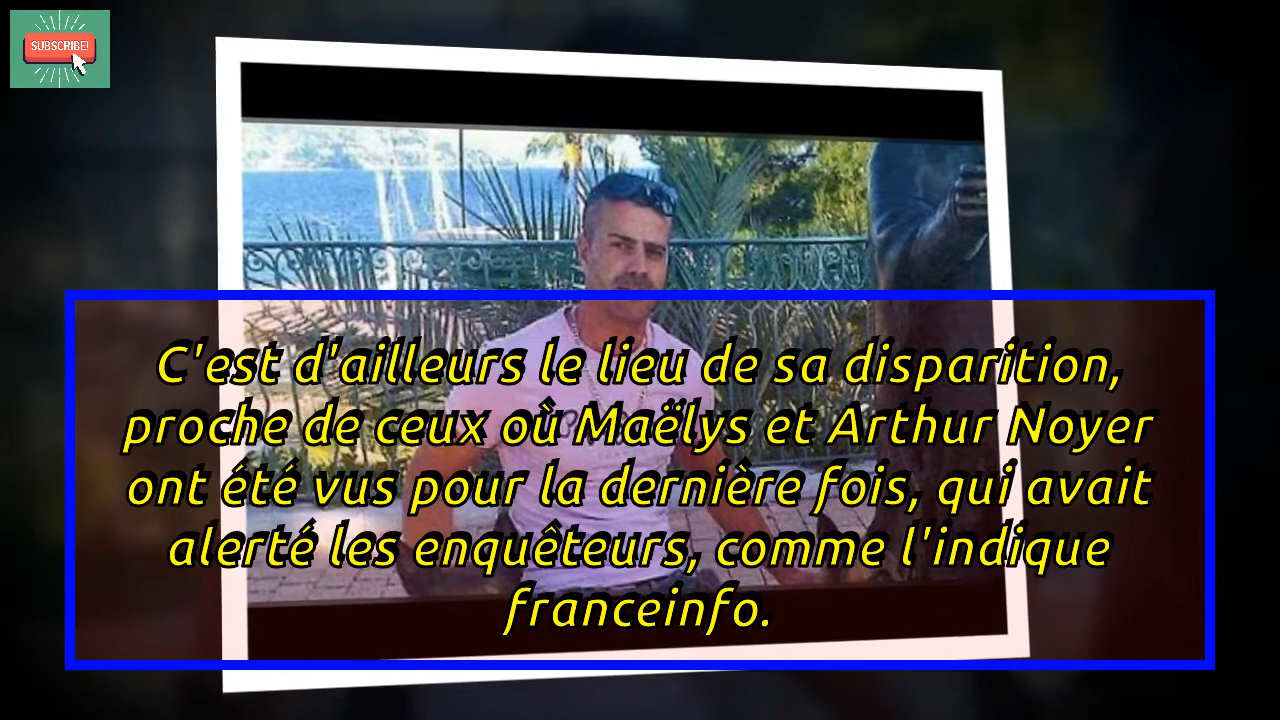 SUBSCRIBE!
C'est d'ailleurs le lieu de sa disparition,
proche de ceux où Maëlys et Arthur Noyer
ont été vus pour la dernière fois, qui avait
alerté les enquêteurs, comme l'indique
franceinfo.